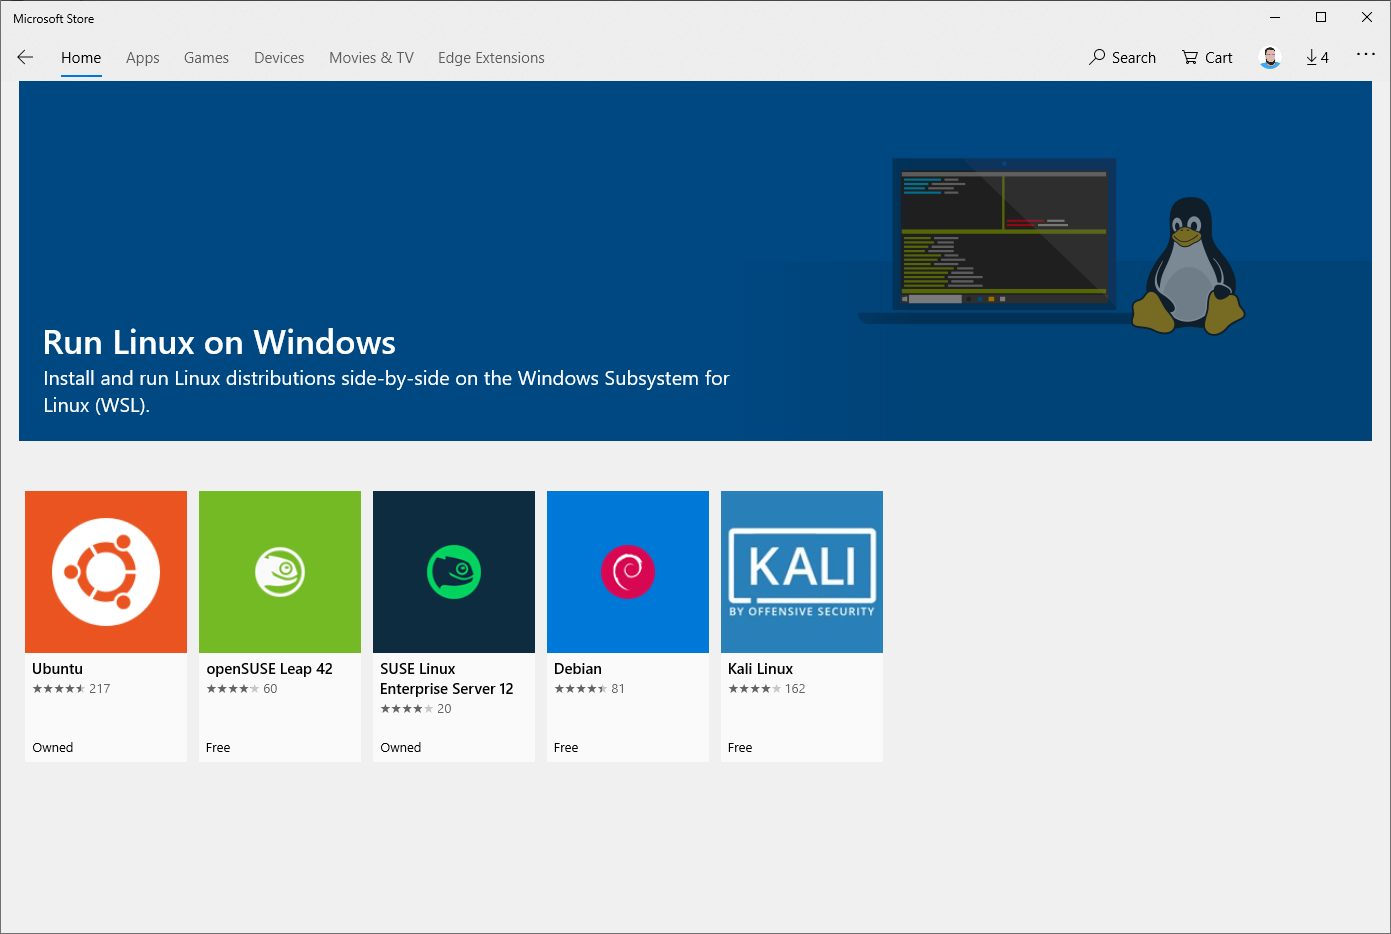 Microsoft Store
Home Apps Games Devices Movies & TV Edge Extensions Search Cart 4
Run Linux on Windows
Install and run Linux distributions side-by-side on the Windows Subsystem for
Linux (WSL).
KALI
BY OFFENSIVE SECURITY
Ubuntu
217
Owned
openSUSE Leap 42
60
Free
SUSE Linux
Enterprise Server 12
20
Owned
Debian
81
Free
Kali Linux
162
Free